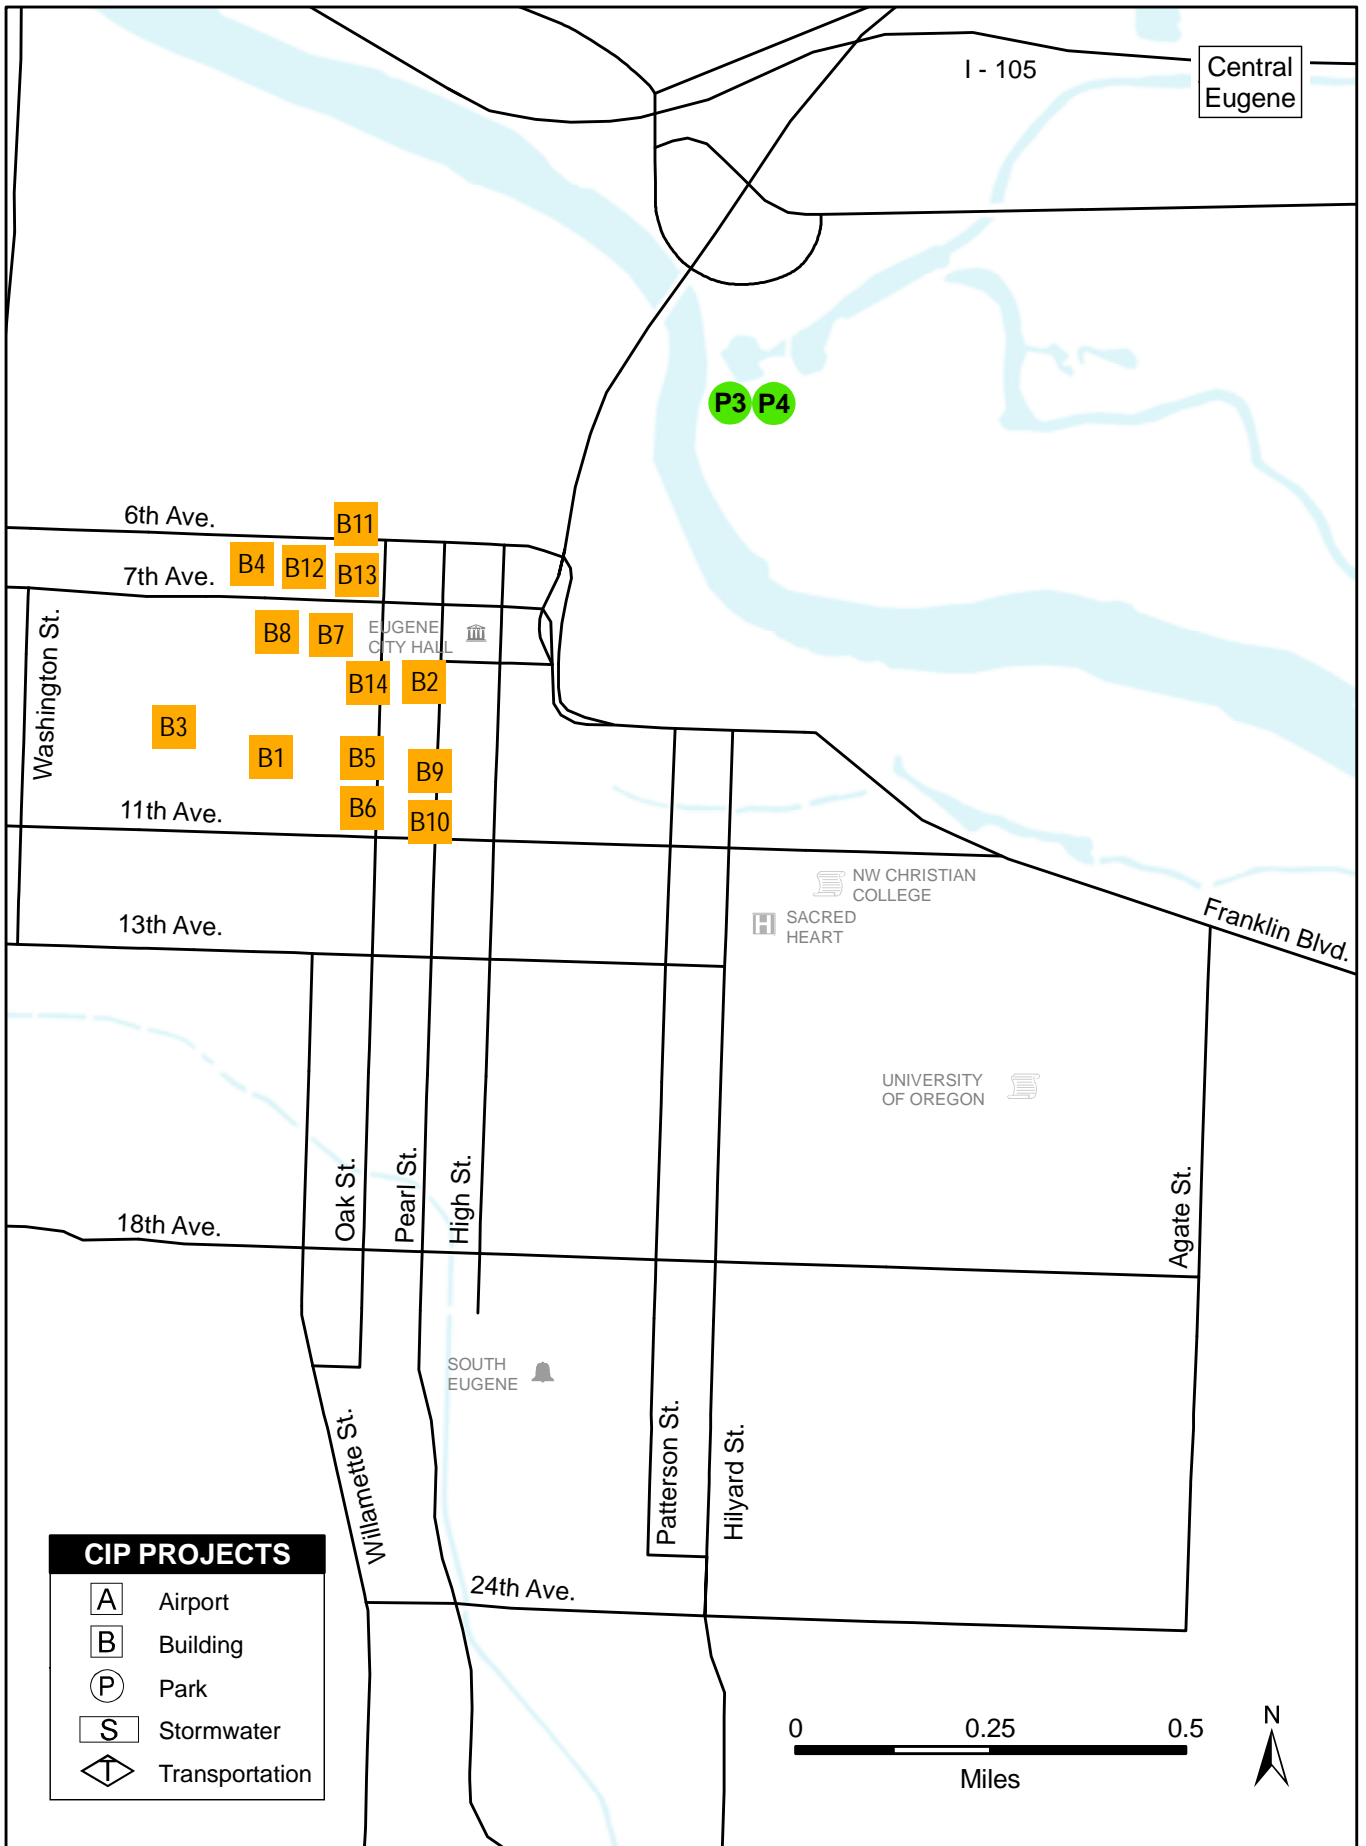 I - 105
Central
Eugene
P3
P4
6th Ave.
B11
B4
B12
B13
7th Ave.
B8
B7
EUGENE
CITY HALL
Washington St.
B14
B2
B3
B1
B5
B9
B6
B10
11th Ave.
NW CHRISTIAN
COLLEGE
SACRED
HEART
Franklin Blvd.
13th Ave.
UNIVERSITY
OF OREGON
Oak St.
Pearl St.
High St.
Agate St.
18th Ave.
SOUTH
EUGENE
Willamette St.
Patterson St.
Hilyard St.
24th Ave.
CIP PROJECTS
A Airport
B Building
P Park
S Stormwater
T Transportation
0 0.25 0.5
Miles
N